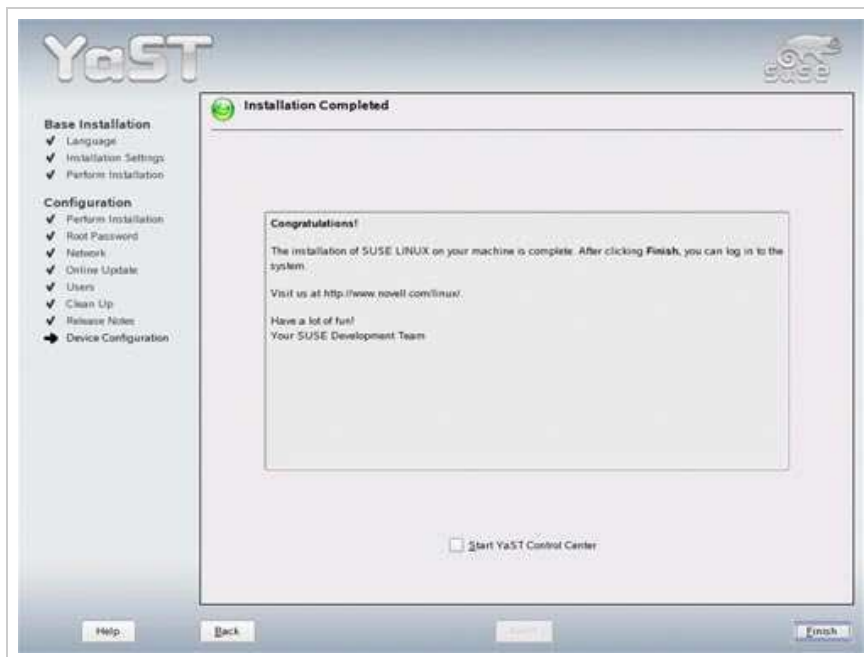 YaST
SUSE
Base Installation
Language
Installation Settings
Perform Installation
Configuration
Perform Installation
Root Password
Network
Online Update
Users
Clean Up
Release Notes
Device Configuration
Installation Completed
Congratulations!
The installation of SUSE LINUX on your machine is complete. After clicking Finish, you can log in to the
system.
Visit us at http://www.novell.com/linux/.
Have a lot of fun!
Your SUSE Development Team
Start YaST Control Center
Help
Back
Finish